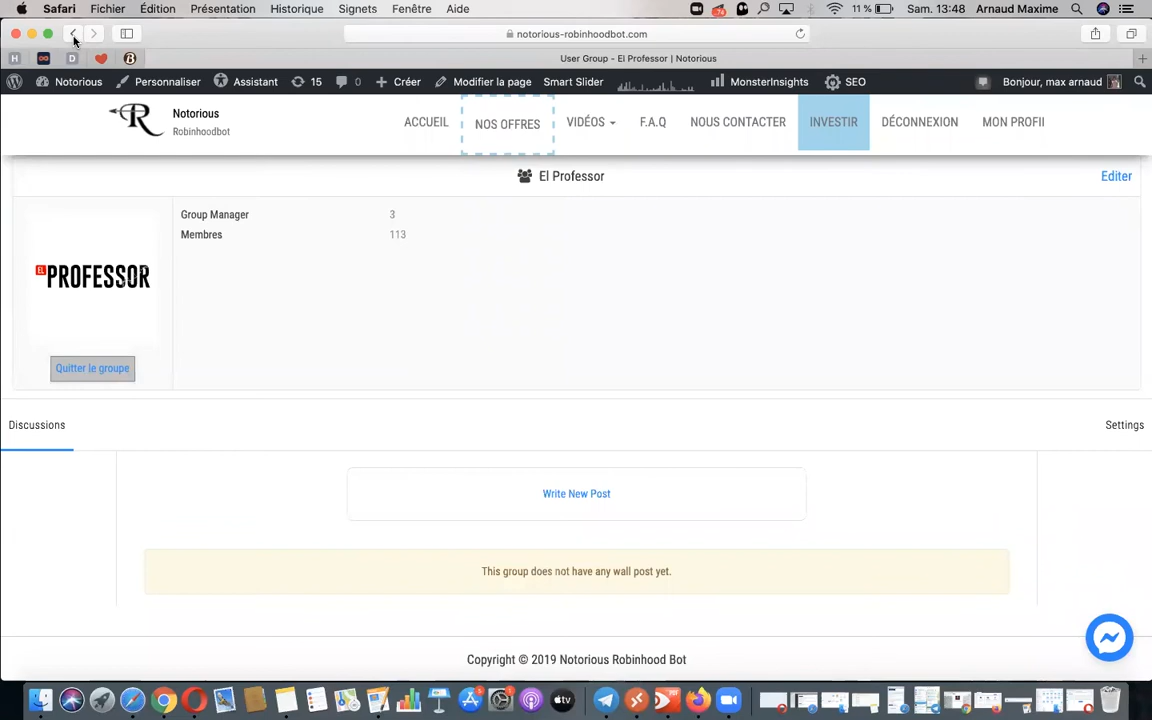 Safari Fichier Édition Présentation Historique Signets Fenêtre Aide 11 % Sam. 13:48 Arnaud Maxime
notorious-robinhoodbot.com
User Group - El Professor | Notorious
Notorious Personnaliser Assistant 15 0 Créer Modifier la page Smart Slider MonsterInsights SEO Bonjour, max arnaud
Notorious
Robinhoodbot
ACCUEIL NOS OFFRES VIDÉOS F.A.Q NOUS CONTACTER INVESTIR DÉCONNEXION MON PROFIl
El Professor Editer
Group Manager 3
Membres 113
EL PROFESSOR
Quitter le groupe
Discussions Settings
Write New Post
This group does not have any wall post yet.
Copyright © 2019 Notorious Robinhood Bot